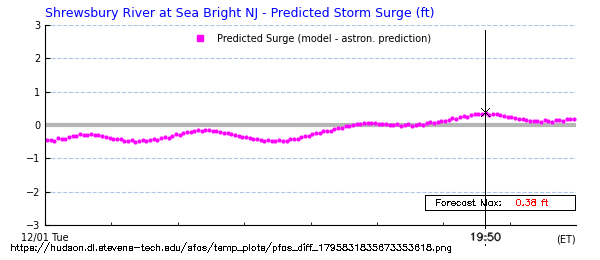 Shrewsbury River at Sea Bright NJ - Predicted Storm Surge (ft)
3
Predicted Surge (model - astron. prediction)
2
1
0
−1
−2
Forecast Max: 0.38 ft
−3
12/01 Tue 19:50 (ET)
https://hudson.dl.stevens-tech.edu/sfas/temp_plots/pfas_diff_1795831835673353618.png